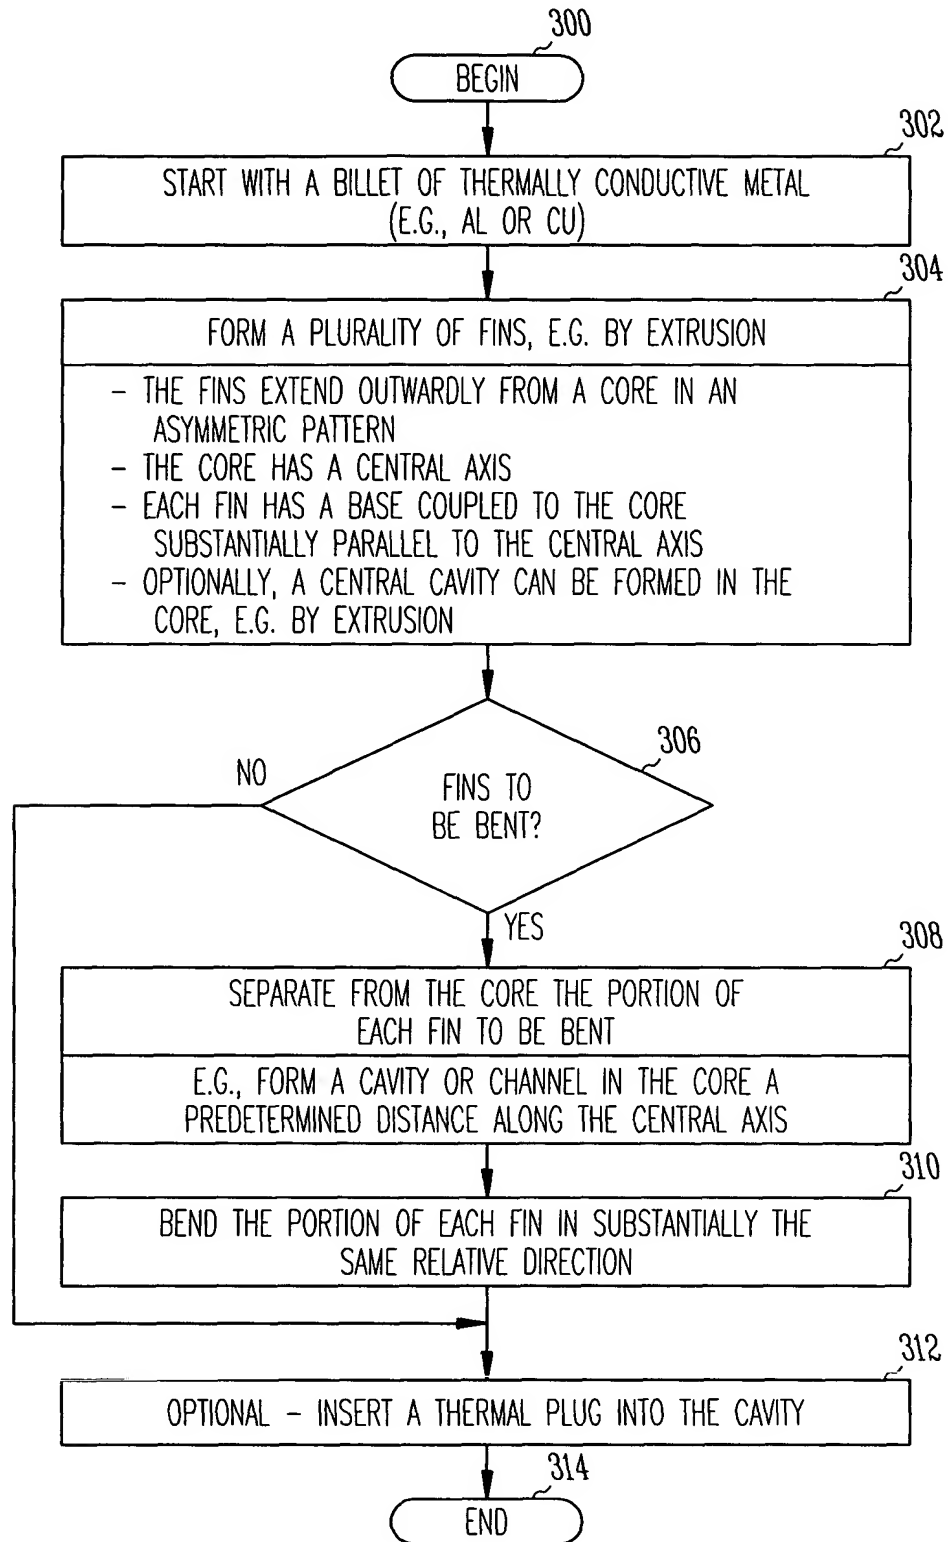 300
BEGIN
302
START WITH A BILLET OF THERMALLY CONDUCTIVE METAL
(E.G., AL OR CU)
304
FORM A PLURALITY OF FINS, E.G. BY EXTRUSION
- THE FINS EXTEND OUTWARDLY FROM A CORE IN AN
ASYMMETRIC PATTERN
- THE CORE HAS A CENTRAL AXIS
- EACH FIN HAS A BASE COUPLED TO THE CORE
SUBSTANTIALLY PARALLEL TO THE CENTRAL AXIS
- OPTIONALLY, A CENTRAL CAVITY CAN BE FORMED IN THE
CORE, E.G. BY EXTRUSION
306
NO
FINS TO
BE BENT?
YES
308
SEPARATE FROM THE CORE THE PORTION OF
EACH FIN TO BE BENT
E.G., FORM A CAVITY OR CHANNEL IN THE CORE A
PREDETERMINED DISTANCE ALONG THE CENTRAL AXIS
310
BEND THE PORTION OF EACH FIN IN SUBSTANTIALLY THE
SAME RELATIVE DIRECTION
312
OPTIONAL - INSERT A THERMAL PLUG INTO THE CAVITY
314
END